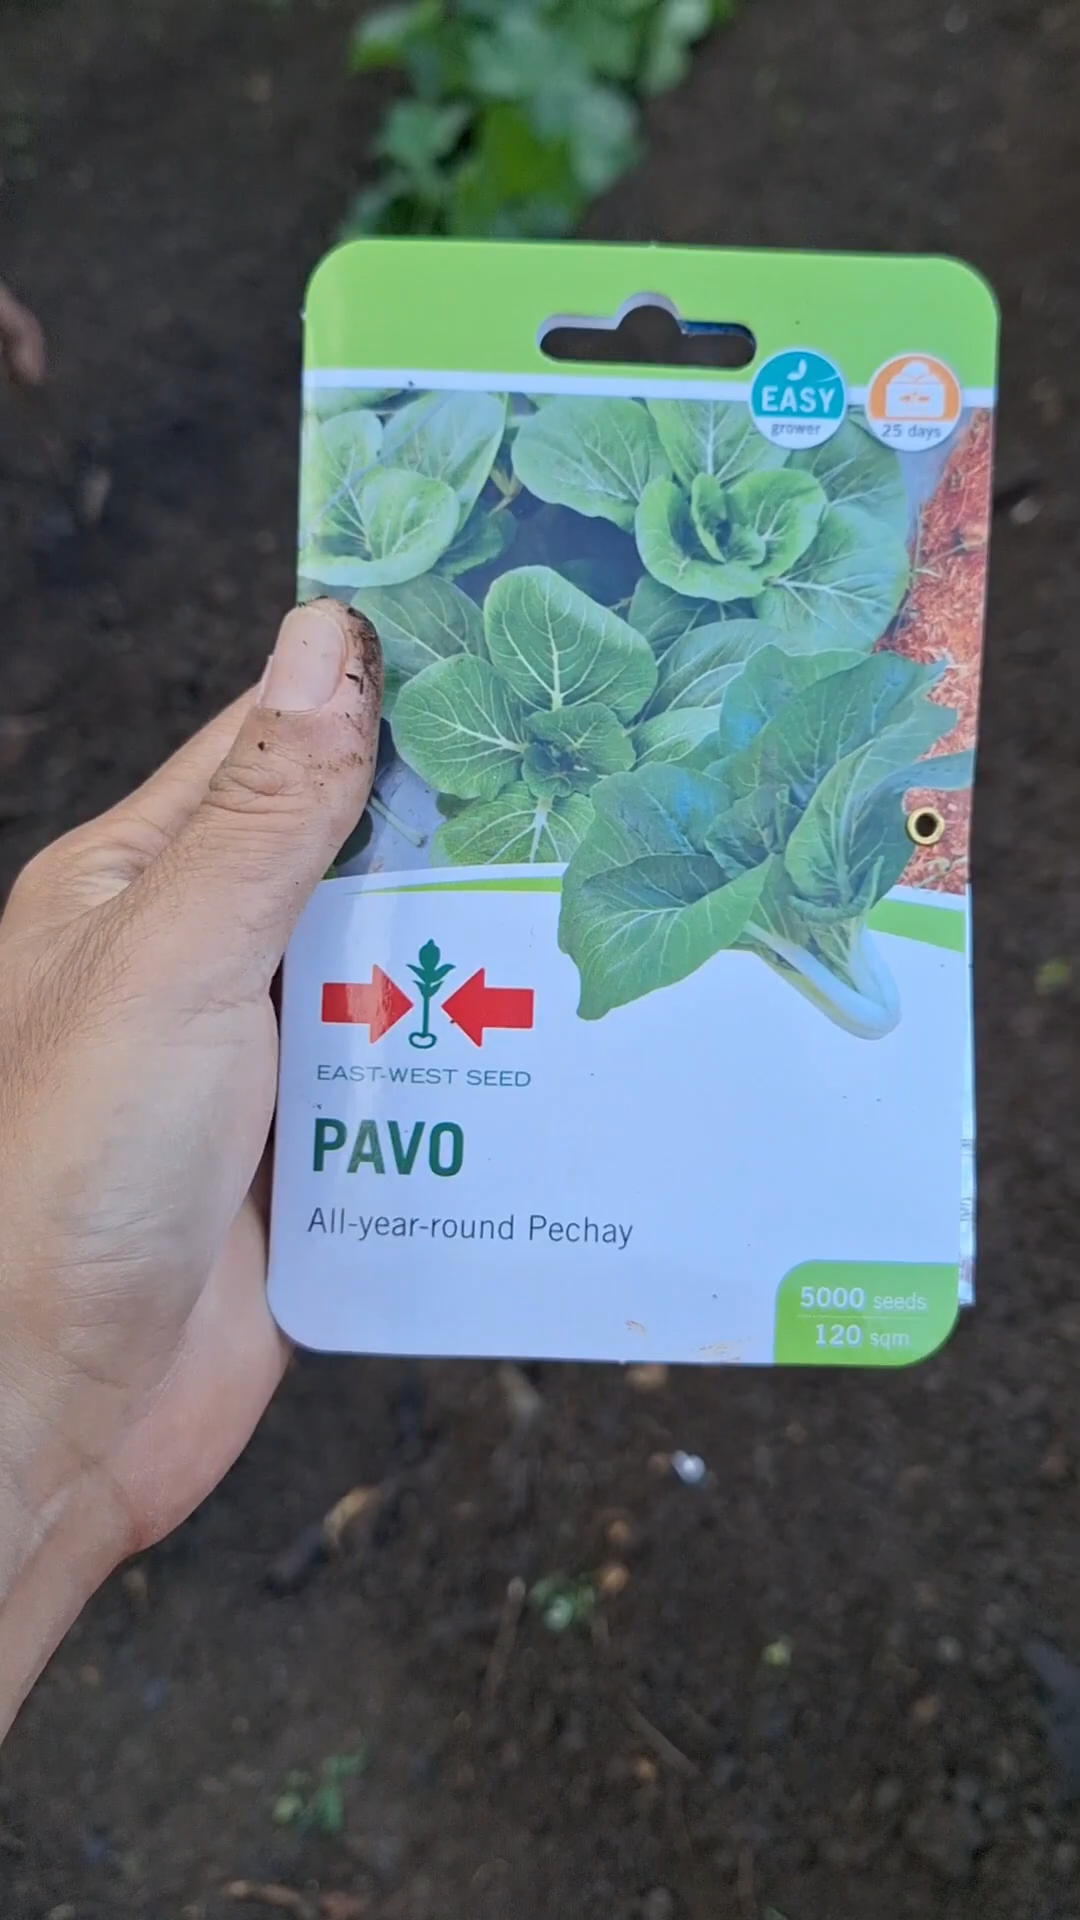 EASY
grower
25 days
EAST-WEST SEED
PAVO
All-year-round Pechay
5000 seeds
120 sqm